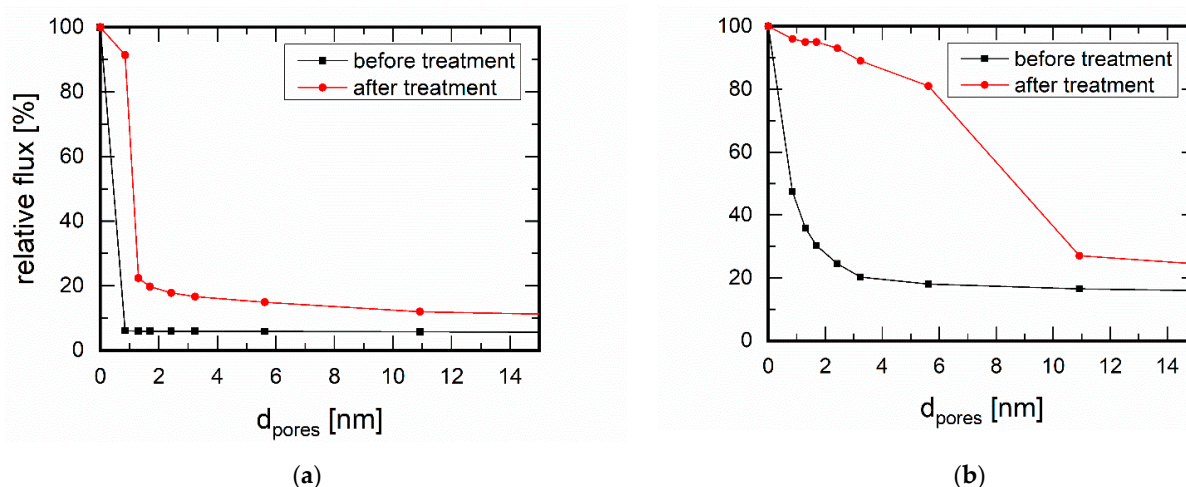 100
80
60
40
20
0
relative flux [%]
before treatment
after treatment
0 2 4 6 8 10 12 14
d_pores [nm]
(a)
100
80
60
40
20
0
before treatment
after treatment
0 2 4 6 8 10 12 14
d_pores [nm]
(b)